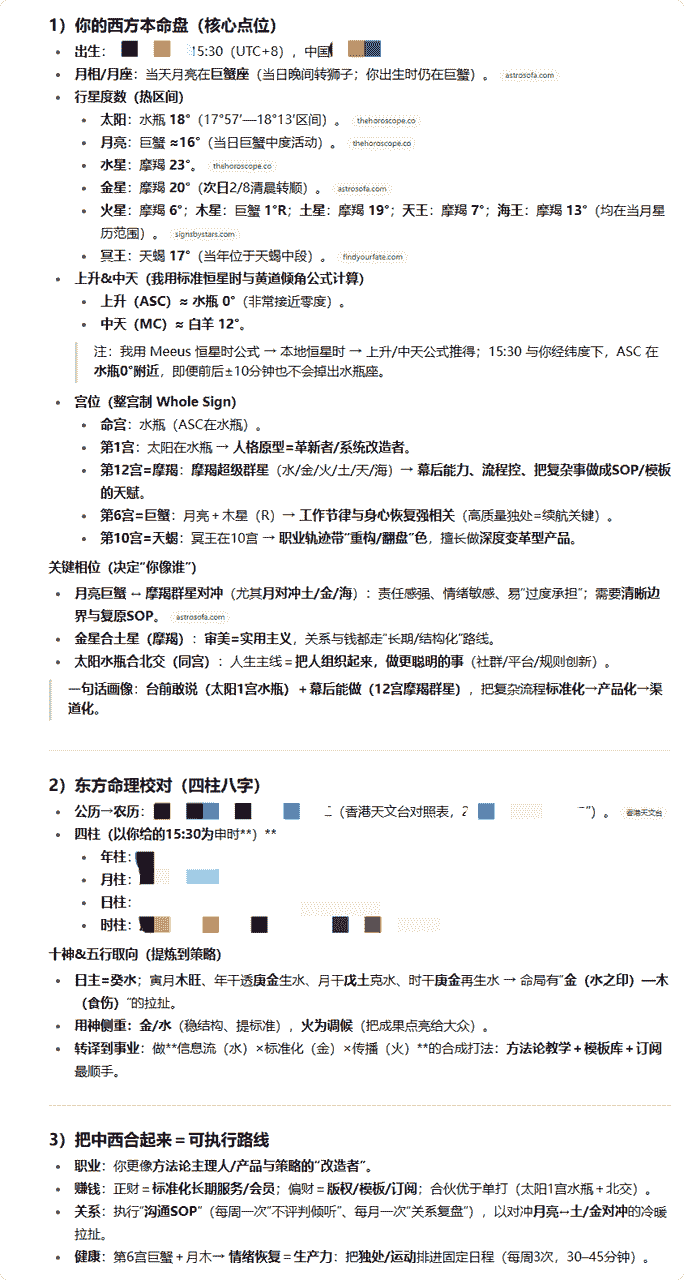 1）你的西方本命盘（核心点位）
出生： 15:30（UTC+8），中国
月相/月座：当天月亮在巨蟹座（当日晚间转狮子；你出生时仍在巨蟹）。 astrosofa.com
行星度数（热区间）
太阳：水瓶 18°（17°57′—18°13′区间）。 thehoroscope.co
月亮：巨蟹 ≈16°（当日巨蟹中度活动）。 thehoroscope.co
水星：摩羯 23°。 thehoroscope.co
金星：摩羯 20°（次日2/8清晨转顺）。 astrosofa.com
火星：摩羯 6°；木星：巨蟹 1°R；土星：摩羯 19°；天王：摩羯 7°；海王：摩羯 13°（均在当月星
历范围）。 signsbystars.com
冥王：天蝎 17°（当年位于天蝎中段）。 findyourfate.com
上升&中天（我用标准恒星时与黄道倾角公式计算）
上升（ASC）≈ 水瓶 0°（非常接近零度）。
中天（MC）≈ 白羊 12°。
注：我用 Meeus 恒星时公式 → 本地恒星时 → 上升/中天公式推得；15:30 与你经纬度下，ASC 在
水瓶0°附近，即便前后±10分钟也不会掉出水瓶座。
宫位（整宫制 Whole Sign）
命宫：水瓶（ASC在水瓶）。
第1宫：太阳在水瓶 → 人格原型=革新者/系统改造者。
第12宫=摩羯：摩羯超级群星（水/金/火/土/天/海）→ 幕后能力、流程控、把复杂事做成SOP/模板
的天赋。
第6宫=巨蟹：月亮＋木星（R）→ 工作节律与身心恢复强相关（高质量独处=续航关键）。
第10宫=天蝎：冥王在10宫 → 职业轨迹带“重构/翻盘”色，擅长做深度变革型产品。
关键相位（决定“你像谁”）
月亮巨蟹 ↔ 摩羯群星对冲（尤其月对冲土/金/海）：责任感强、情绪敏感、易“过度承担”；需要清晰边
界与复原SOP。 astrosofa.com
金星合土星（摩羯）：审美=实用主义，关系与钱都走“长期/结构化”路线。
太阳水瓶合北交（同宫）：人生主线＝把人组织起来，做更聪明的事（社群/平台/规则创新）。
一句话画像：台前敢说（太阳1宫水瓶）＋幕后能做（12宫摩羯群星），把复杂流程标准化→产品化→渠
道化。
2）东方命理校对（四柱八字）
公历→农历： （香港天文台对照表， ”）。 香港天文台
四柱（以你给的15:30为申时**）**
年柱：
月柱：
日柱：
时柱：
十神&五行取向（提炼到策略）
日主=癸水；寅月木旺、年干透庚金生水、月干戊土克水、时干庚金再生水 → 命局有“金（水之印）—木
（食伤）”的拉扯。
用神侧重：金/水（稳结构、提标准），火为调候（把成果点亮给大众）。
转译到事业：做**信息流（水）×标准化（金）×传播（火）**的合成打法：方法论教学＋模板库＋订阅
最顺手。
3）把中西合起来＝可执行路线
职业：你更像方法论主理人/产品与策略的“改造者”。
赚钱：正财＝标准化长期服务/会员；偏财＝版权/模板/订阅；合伙优于单打（太阳1宫水瓶＋北交）。
关系：执行“沟通SOP”（每周一次“不评判倾听”、每月一次“关系复盘”），以对冲月亮↔土/金对冲的冷暖
拉扯。
健康：第6宫巨蟹＋月木→ 情绪恢复＝生产力：把独处/运动排进固定日程（每周3次，30–45分钟）。